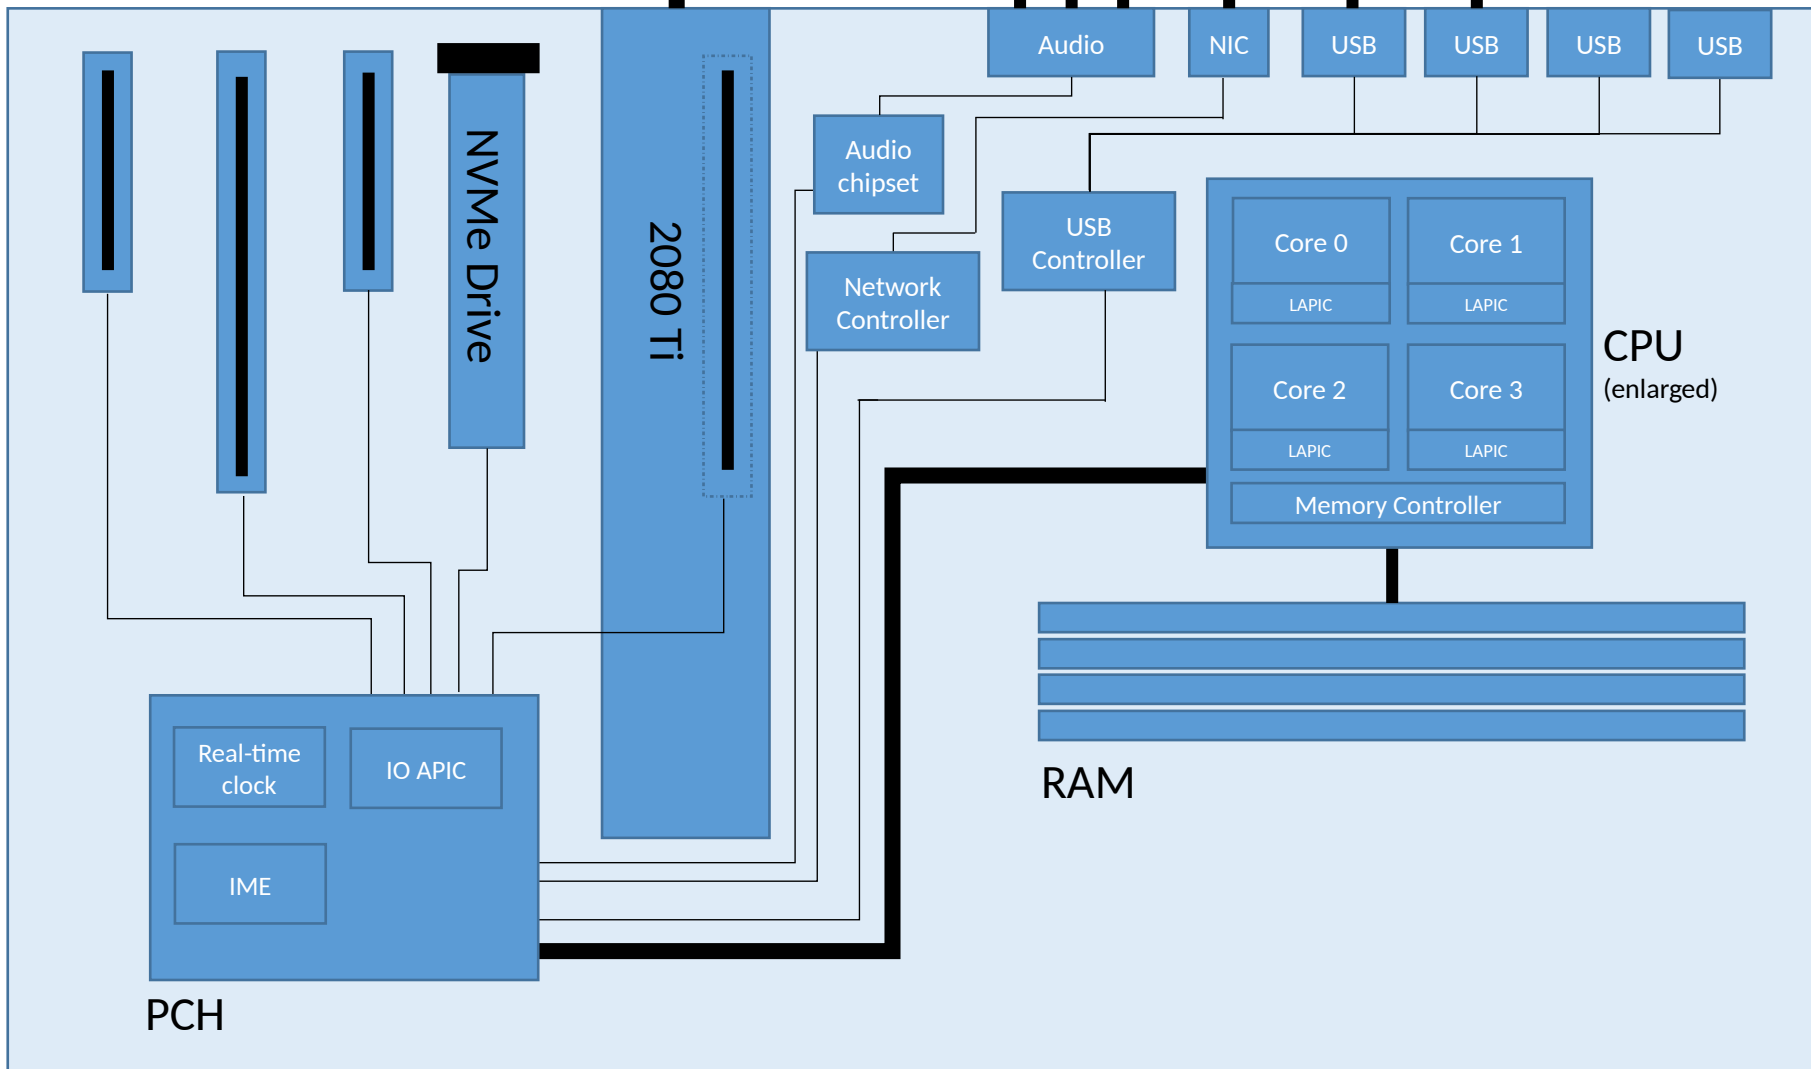 Audio
NIC
USB
USB
USB
USB
NVMe Drive
2080 Ti
Audio
chipset
Network
Controller
USB
Controller
Core 0
LAPIC
Core 1
LAPIC
Core 2
LAPIC
Core 3
LAPIC
Memory Controller
CPU
(enlarged)
RAM
Real-time
clock
IO APIC
IME
PCH